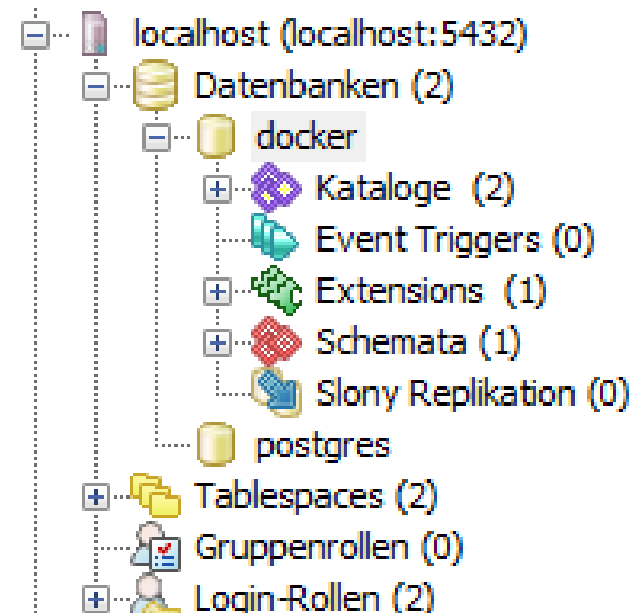 localhost (localhost:5432)
Datenbanken (2)
docker
Kataloge (2)
Event Triggers (0)
Extensions (1)
Schemata (1)
Slony Replikation (0)
postgres
Tablespaces (2)
Gruppenrollen (0)
Login-Rollen (2)